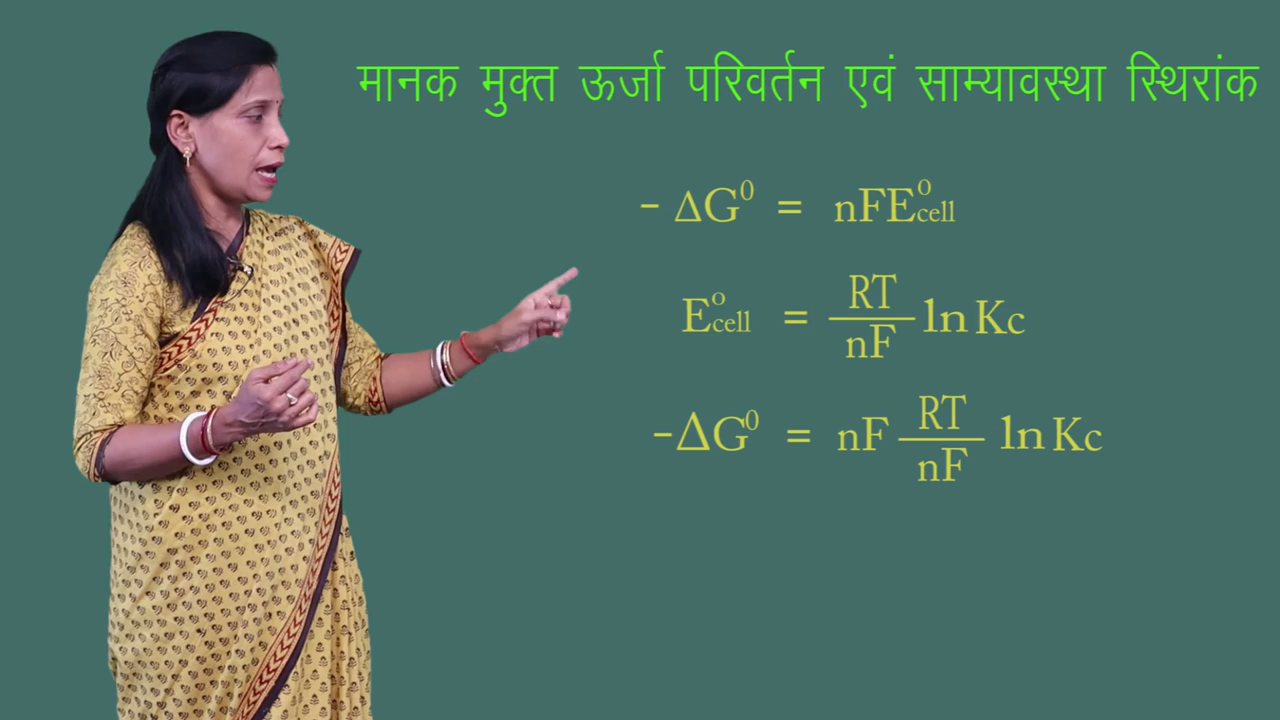 मानक मुक्त ऊर्जा परिवर्तन एवं साम्यावस्था स्थिरांक
- ΔG⁰ = nFE°cell
E°cell = RT/nF ln Kc
-ΔG⁰ = nF RT/nF ln Kc